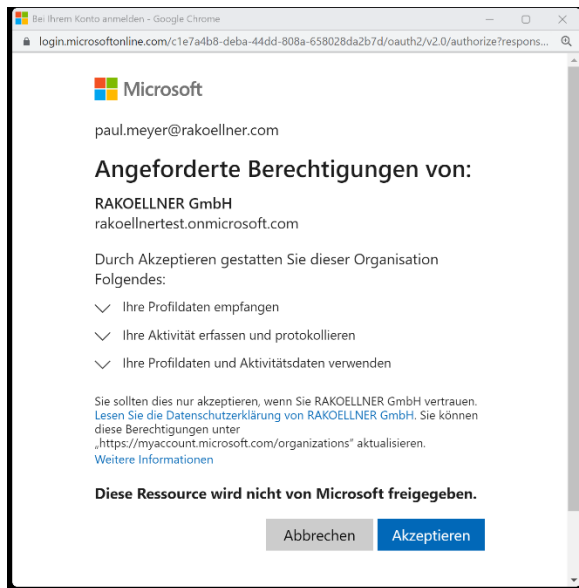 Bei Ihrem Konto anmelden - Google Chrome
login.microsoftonline.com/c1e7a4b8-deba-44dd-808a-658028da2b7d/oauth2/v2.0/authorize?respons...
Microsoft
paul.meyer@rakoellner.com
Angeforderte Berechtigungen von:
RAKOELLNER GmbH
rakoellnertest.onmicrosoft.com
Durch Akzeptieren gestatten Sie dieser Organisation
Folgendes:
Ihre Profildaten empfangen
Ihre Aktivität erfassen und protokollieren
Ihre Profildaten und Aktivitätsdaten verwenden
Sie sollten dies nur akzeptieren, wenn Sie RAKOELLNER GmbH vertrauen.
Lesen Sie die Datenschutzerklärung von RAKOELLNER GmbH. Sie können
diese Berechtigungen unter
„https://myaccount.microsoft.com/organizations“ aktualisieren.
Weitere Informationen
Diese Ressource wird nicht von Microsoft freigegeben.
Abbrechen Akzeptieren